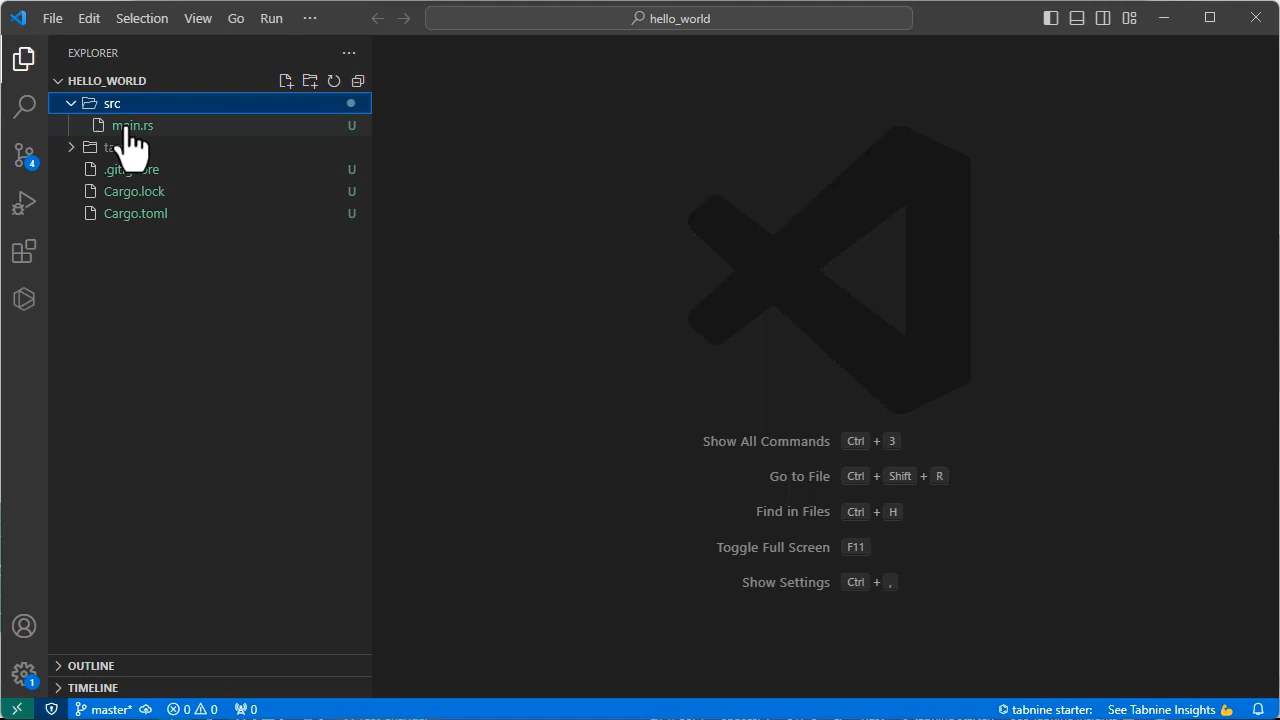 File Edit Selection View Go Run ···
hello_world
EXPLORER
HELLO_WORLD
src
main.rs U
.gitignore U
Cargo.lock U
Cargo.toml U
Show All Commands Ctrl + 3
Go to File Ctrl + Shift + R
Find in Files Ctrl + H
Toggle Full Screen F11
Show Settings Ctrl + ,
OUTLINE
TIMELINE
4
1
master* 0 0 0 tabnine starter: See Tabnine Insights 💪